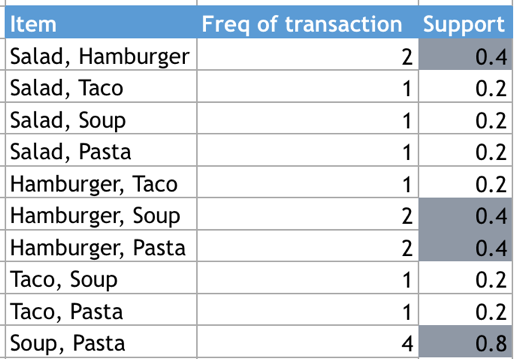 Item Freq of transaction Support
Salad, Hamburger 2 0.4
Salad, Taco 1 0.2
Salad, Soup 1 0.2
Salad, Pasta 1 0.2
Hamburger, Taco 1 0.2
Hamburger, Soup 2 0.4
Hamburger, Pasta 2 0.4
Taco, Soup 1 0.2
Taco, Pasta 1 0.2
Soup, Pasta 4 0.8